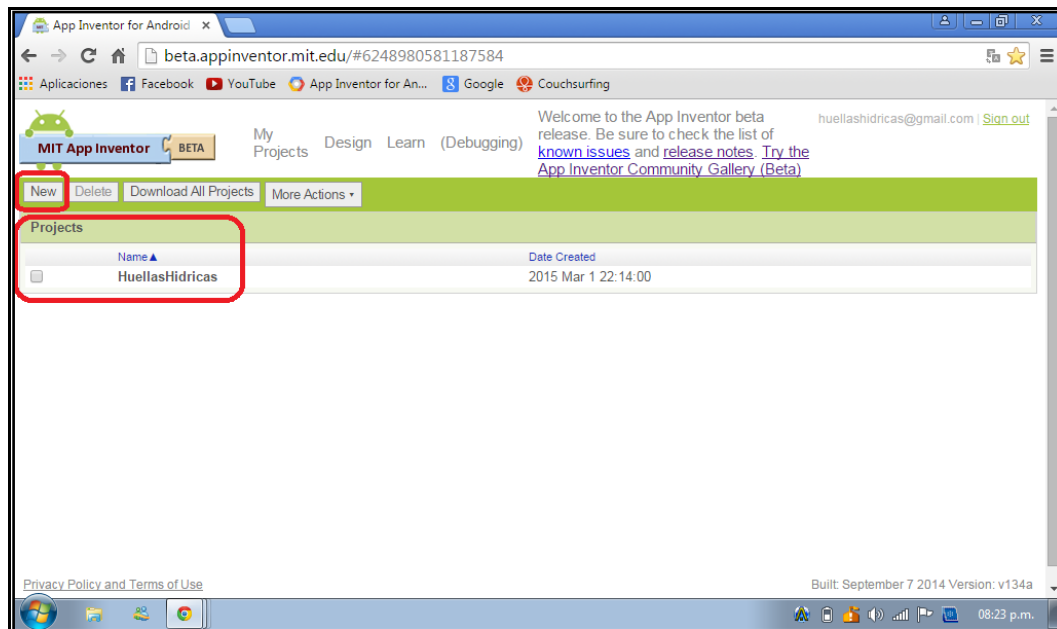 App Inventor for Android
beta.appinventor.mit.edu/#6248980581187584
Aplicaciones Facebook YouTube App Inventor for An... Google Couchsurfing
MIT App Inventor BETA
My Projects
Design
Learn
(Debugging)
Welcome to the App Inventor beta
release. Be sure to check the list of
known issues and release notes. Try the
App Inventor Community Gallery (Beta)
huellashidricas@gmail.com | Sign out
New Delete Download All Projects More Actions
Projects
Name Date Created
HuellasHidricas 2015 Mar 1 22:14:00
Privacy Policy and Terms of Use Built: September 7 2014 Version: v134a
08:23 p.m.